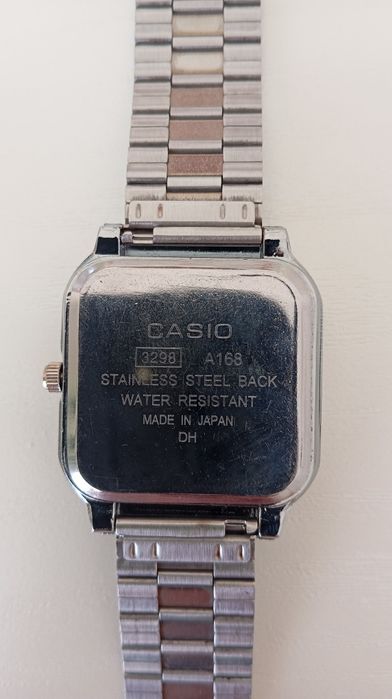 CASIO
3298 A168
STAINLESS STEEL BACK
WATER RESISTANT
MADE IN JAPAN
DH